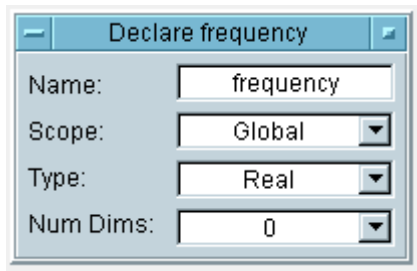 Declare frequency
Name: frequency
Scope: Global
Type: Real
Num Dims: 0